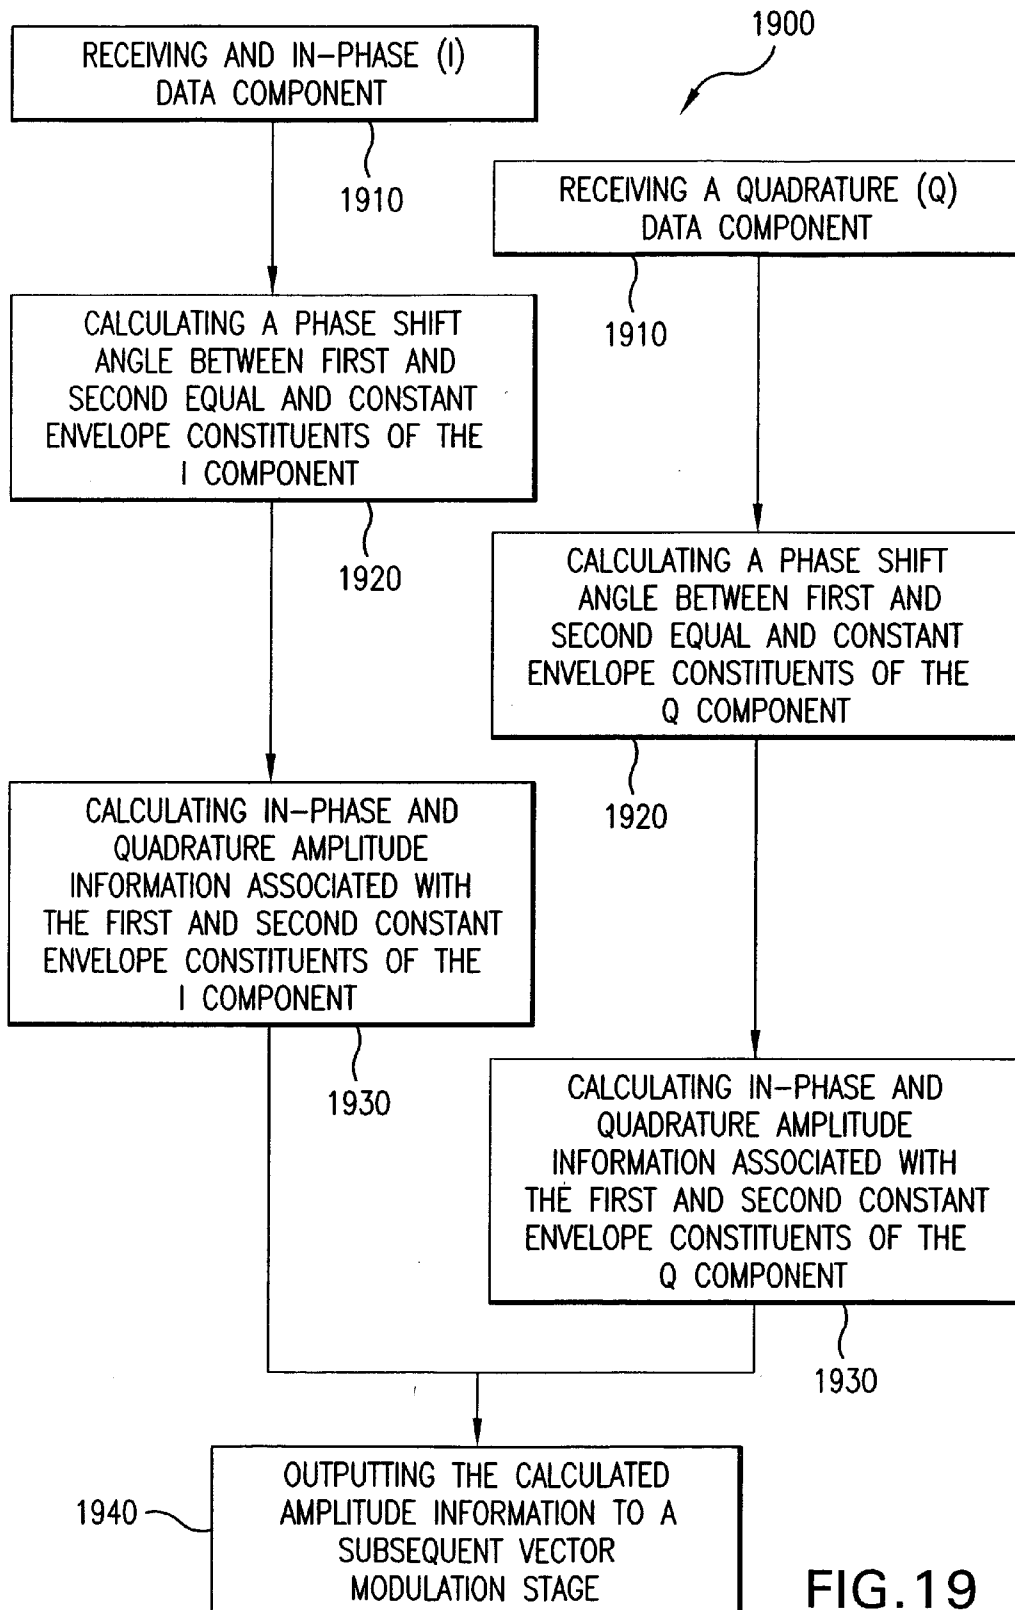 1900
RECEIVING AND IN-PHASE (I)
DATA COMPONENT
1910
RECEIVING A QUADRATURE (Q)
DATA COMPONENT
1910
CALCULATING A PHASE SHIFT
ANGLE BETWEEN FIRST AND
SECOND EQUAL AND CONSTANT
ENVELOPE CONSTITUENTS OF THE
I COMPONENT
1920
CALCULATING A PHASE SHIFT
ANGLE BETWEEN FIRST AND
SECOND EQUAL AND CONSTANT
ENVELOPE CONSTITUENTS OF THE
Q COMPONENT
1920
CALCULATING IN-PHASE AND
QUADRATURE AMPLITUDE
INFORMATION ASSOCIATED WITH
THE FIRST AND SECOND CONSTANT
ENVELOPE CONSTITUENTS OF THE
I COMPONENT
1930
CALCULATING IN-PHASE AND
QUADRATURE AMPLITUDE
INFORMATION ASSOCIATED WITH
THE FIRST AND SECOND CONSTANT
ENVELOPE CONSTITUENTS OF THE
Q COMPONENT
1930
1940
OUTPUTTING THE CALCULATED
AMPLITUDE INFORMATION TO A
SUBSEQUENT VECTOR
MODULATION STAGE
FIG.19